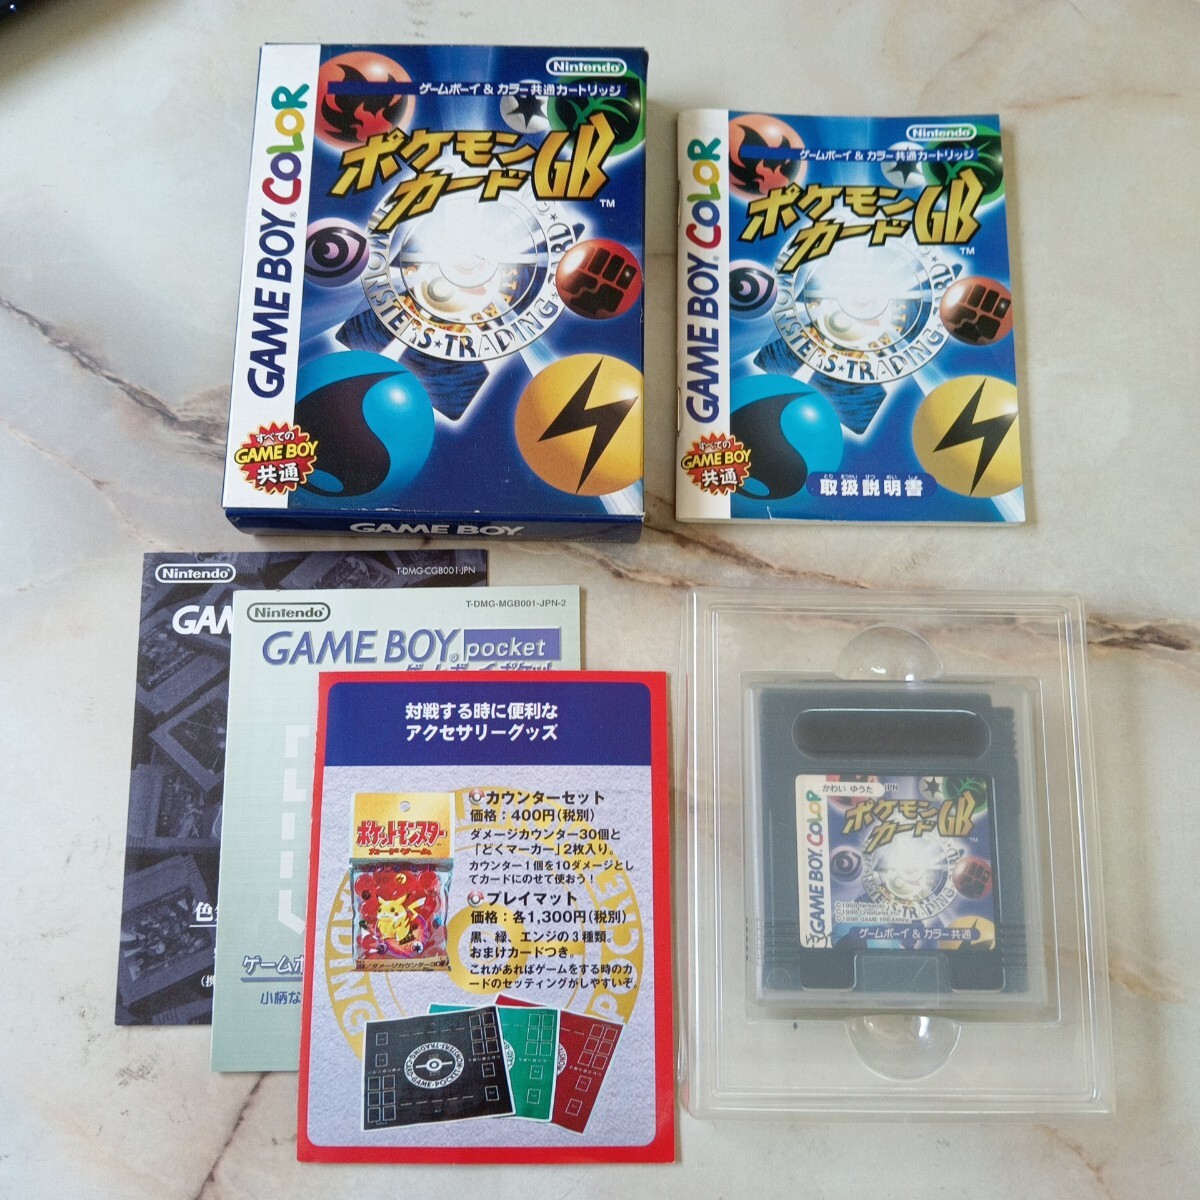 Nintendo
ゲームボーイ & カラー共通カートリッジ
ポケモン
カードGB
TM
GAME BOY COLOR
MONSTERS★TRADING★CARD
すべての
GAME BOY
共通
GAME BOY
Nintendo
ゲームボーイ & カラー共通カートリッジ
ポケモン
カードGB
TM
GAME BOY COLOR
MONSTERS★TRADING
すべての
GAME BOY
共通
取扱説明書
Nintendo
T-DMG-CGB001-JPN
GAM
Nintendo
T-DMG-MGB001-JPN-2
GAME BOY pocket
ゲームボーイポケット
小柄な
対戦する時に便利な
アクセサリーグッズ
カウンターセット
価格:400円(税別)
ダメージカウンター30個と
「どくマーカー」2枚入り。
カウンター1個を10ダメージとし
てカードにのせて使おう!
ポケットモンスター
カードゲーム
プレイマット
価格:各1,300円(税別)
黒、緑、エンジの3種類。
おまけカードつき。
これがあればゲームをする時のカ
ードのセッティングがしやすいぞ。
かわい ゆうた
JPN
ポケモン
カードGB
GAME BOY COLOR
ゲームボーイ & カラー共通